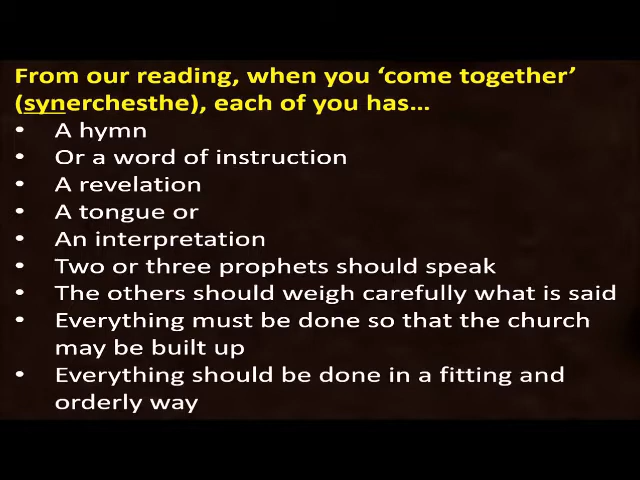 From our reading, when you ‘come together’
(synerchesthe), each of you has…
• A hymn
• Or a word of instruction
• A revelation
• A tongue or
• An interpretation
• Two or three prophets should speak
• The others should weigh carefully what is said
• Everything must be done so that the church
may be built up
• Everything should be done in a fitting and
orderly way